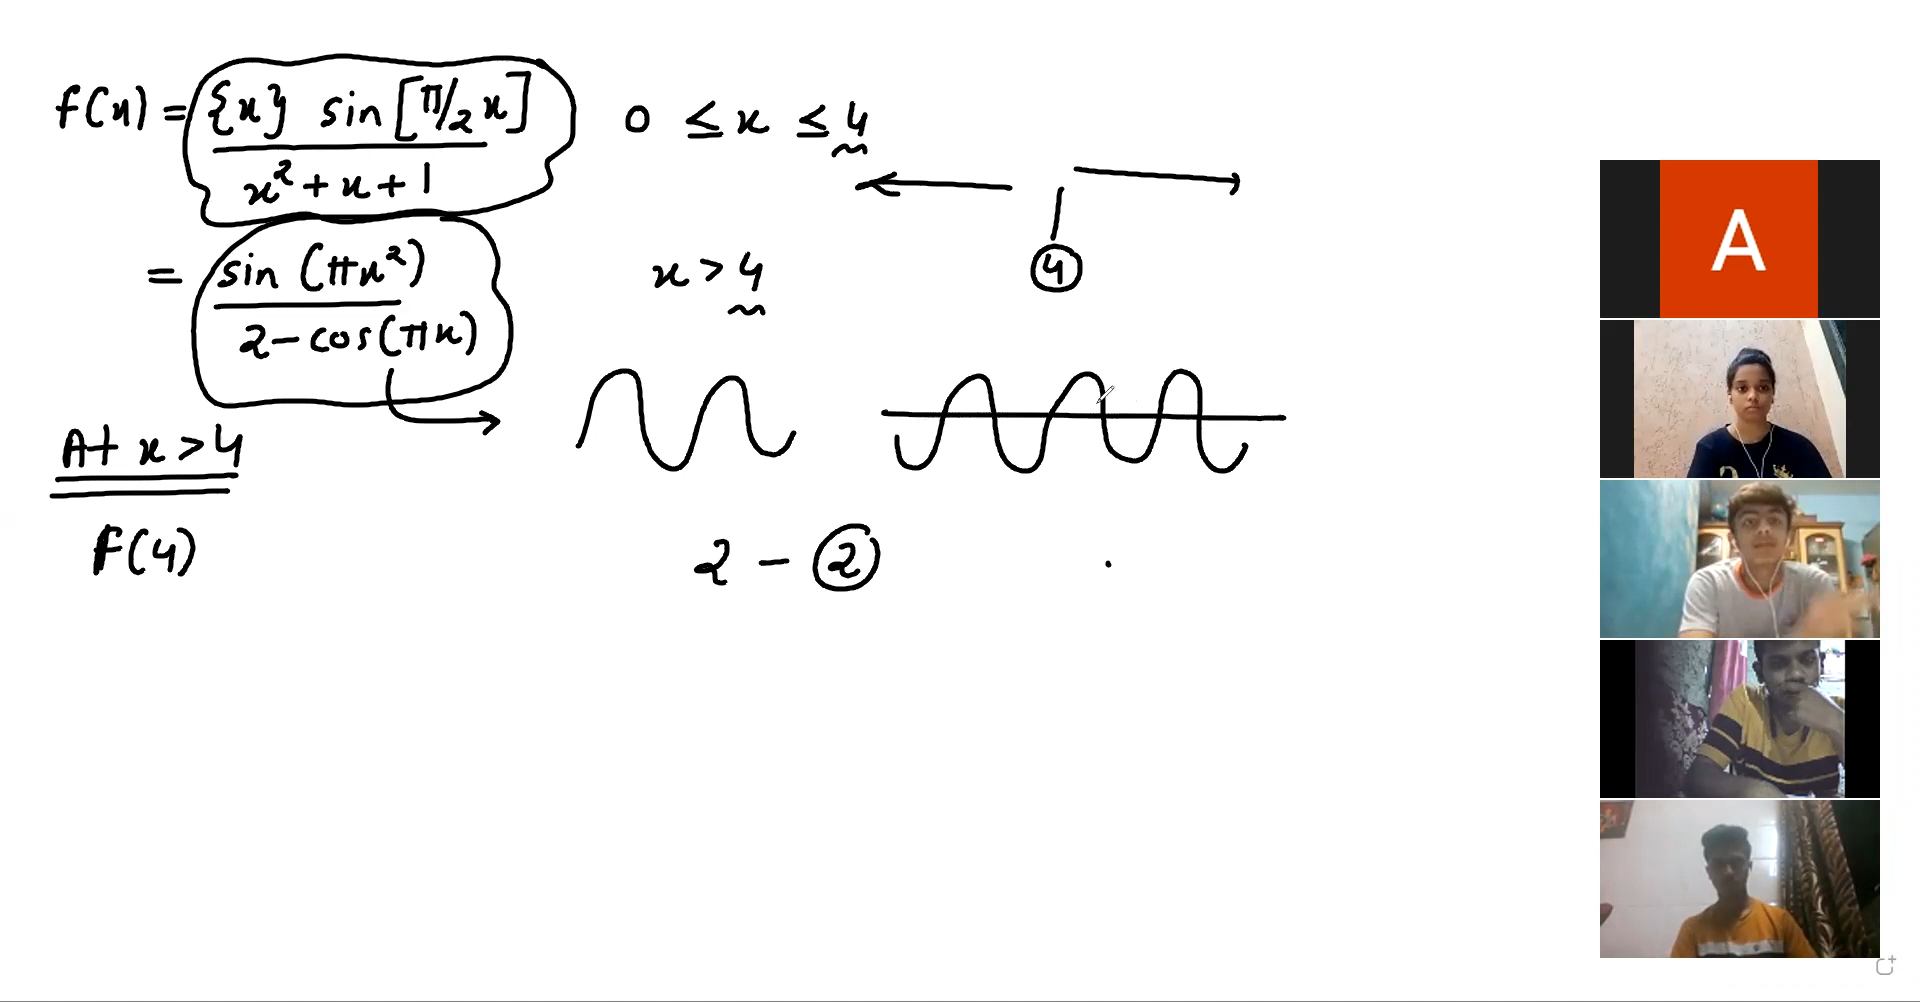 f(x) = {x} sin [π/2 x] / x² + x + 1    0 ≤ x ≤ 4
4
= sin (πx²) / 2 - cos(πx)    x > 4
At x > 4
F(4)
2 - 2
A